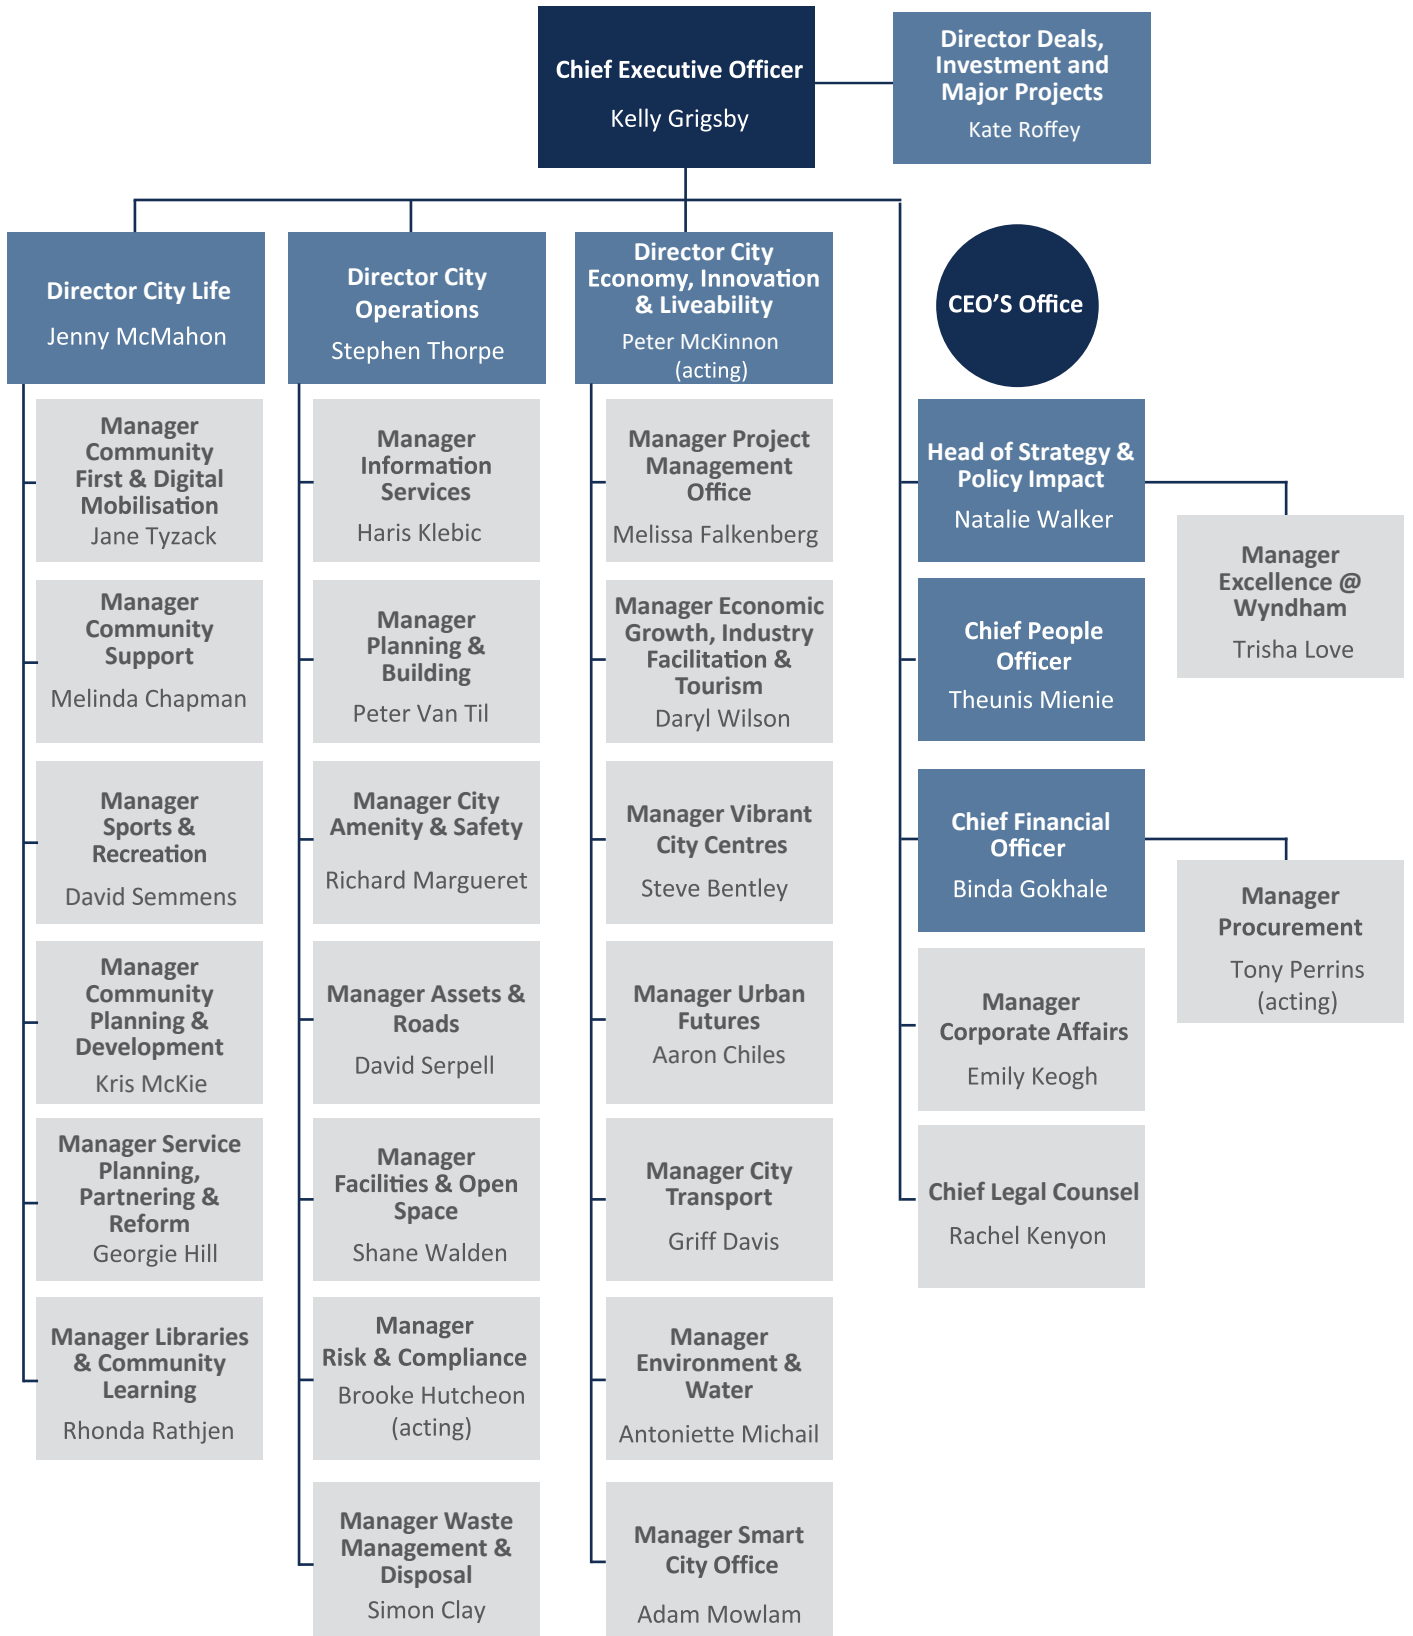 Chief Executive Officer
Kelly Grigsby
Director Deals,
Investment and
Major Projects
Kate Roffey
Director City Life
Jenny McMahon
Manager
Community
First & Digital
Mobilisation
Jane Tyzack
Manager
Community
Support
Melinda Chapman
Manager
Sports &
Recreation
David Semmens
Manager
Community
Planning &
Development
Kris McKie
Manager Service
Planning,
Partnering &
Reform
Georgie Hill
Manager Libraries
& Community
Learning
Rhonda Rathjen
Director City
Operations
Stephen Thorpe
Manager
Information
Services
Haris Klebic
Manager
Planning &
Building
Peter Van Til
Manager City
Amenity & Safety
Richard Margueret
Manager Assets &
Roads
David Serpell
Manager
Facilities & Open
Space
Shane Walden
Manager
Risk & Compliance
Brooke Hutcheon
(acting)
Manager Waste
Management &
Disposal
Simon Clay
Director City
Economy, Innovation
& Liveability
Peter McKinnon
(acting)
Manager Project
Management
Office
Melissa Falkenberg
Manager Economic
Growth, Industry
Facilitation &
Tourism
Daryl Wilson
Manager Vibrant
City Centres
Steve Bentley
Manager Urban
Futures
Aaron Chiles
Manager City
Transport
Griff Davis
Manager
Environment &
Water
Antoniette Michail
Manager Smart
City Office
Adam Mowlam
CEO'S Office
Head of Strategy &
Policy Impact
Natalie Walker
Manager
Excellence @
Wyndham
Trisha Love
Chief People
Officer
Theunis Mienie
Chief Financial
Officer
Binda Gokhale
Manager
Procurement
Tony Perrins
(acting)
Manager
Corporate Affairs
Emily Keogh
Chief Legal Counsel
Rachel Kenyon